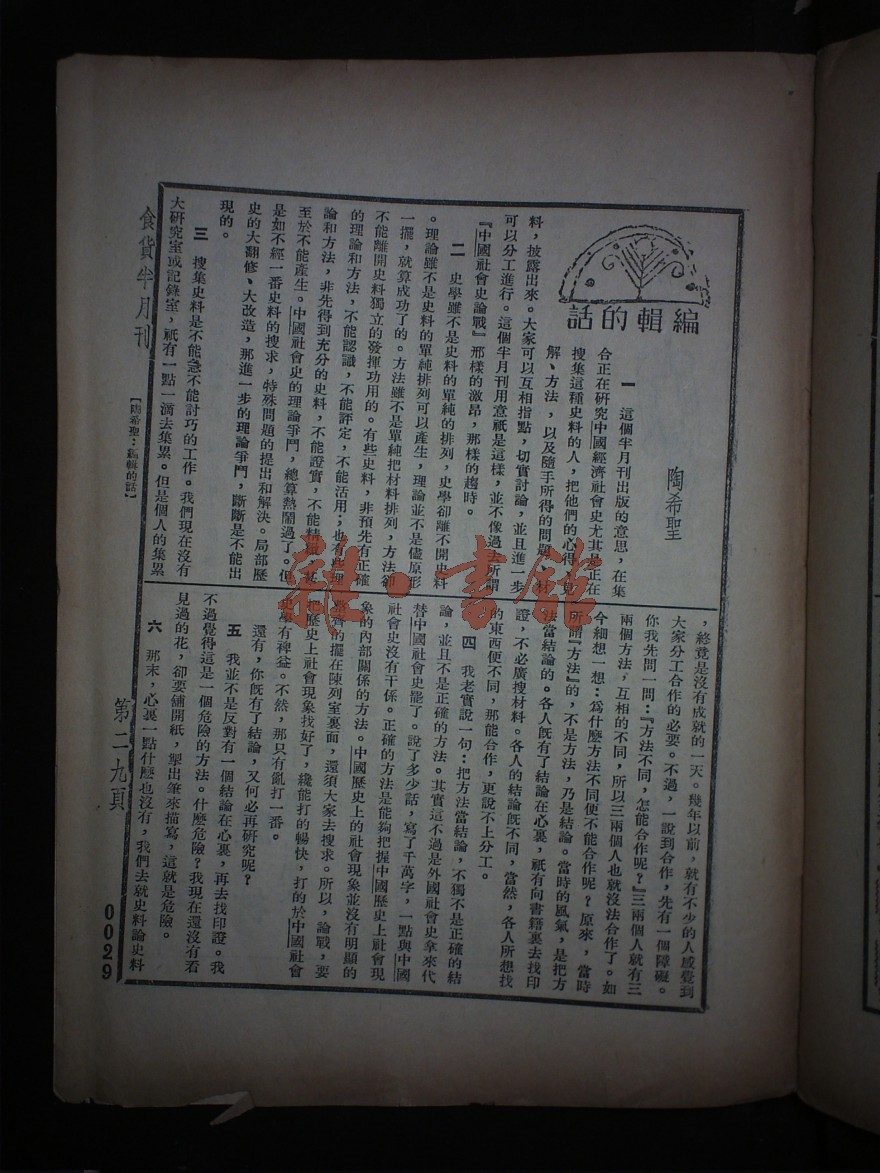 編輯的話
陶希聖
一　這個半月刊出版的意思，在集
合正在研究中國經濟社會史尤其是正在
搜集這種史料的人，把他們的心得、見
解、方法，以及隨手所得的問題、材
料，披露出來。大家可以互相指點，切實討論，並且進一步
可以分工進行。這個半月刊用意祇是這樣，並不像過去所謂
『中國社會史論戰』那樣的激昂，那樣的趨時。
二　史學雖不是史料的單純的排列，史學卻離不開史料
。理論雖不是史料的單純排列可以產生，理論並不是儘原形
一擺，就算成功了的。方法雖不是單純把材料排列，方法卻
不能離開史料獨立的發揮功用的。有些史料，非預先有正確
的理論和方法，不能認識，不能評定，不能活用；也有些理
論和方法，非先得到充分的史料，不能證實，不能精緻，甚
至於不能產生。中國社會史的理論爭鬥，總算熱鬧過了。但
是如不經一番史料的搜求，特殊問題的提出和解決。局部歷
史的大翻修、大改造，那進一步的理論爭鬥，斷斷是不能出
現的。
三　搜集史料是不能急不能討巧的工作。我們現在沒有
大研究室或記錄室，祇有一點一滴去集累。但是個人的集累
，終竟是沒有成就的一天。幾年以前，就有不少的人感覺到
大家分工合作的必要。不過，一說到合作，先有一個障礙。
你我先問一問：『方法不同，怎能合作呢？』三兩個人就有三
兩個方法，互相的不同，所以三兩個人也就沒法合作了。如
今細想一想：爲什麼方法不同便不能合作呢？原來，當時
所謂『方法』的，不是方法，乃是結論。當時的風氣，是把方
法當結論的。各人旣有了結論在心裏，祇有向書籍裏去找印
證，不必廣搜材料。各人的結論旣不同，當然，各人所想找
的東西便不同，那能合作，更說不上分工。
四　我老實說一句：把方法當結論，不獨不是正確的結
論，並且不是正確的方法。其實這不過是外國社會史拿來代
替中國社會史罷了。說了多少話，寫了千萬字，一點與中國
社會史沒有干係。正確的方法是能夠把握中國歷史上社會現
象的內部關係的方法。中國歷史上的社會現象並沒有明顯的
整齊的擺在陳列室裏面，還須大家去搜求。所以，論戰，要
把歷史上社會現象找好了，纔能打的暢快，打的於中國社會
史學有裨益。不然，那只有亂打一番。
還有，你旣有了結論，又何必再研究呢？
五　我並不是反對有一個結論在心裏，再去找印證。我
不過覺得這是一個危險的方法。什麼危險？我現在還沒有看
見過的花，卻要舖開紙，掣出筆來描寫，這就是危險。
六　那末，心裏一點什麼也沒有，我們去就史料論史料
食貨半月刊
〔陶希聖：編輯的話〕
第二九頁
0029
雜·書館